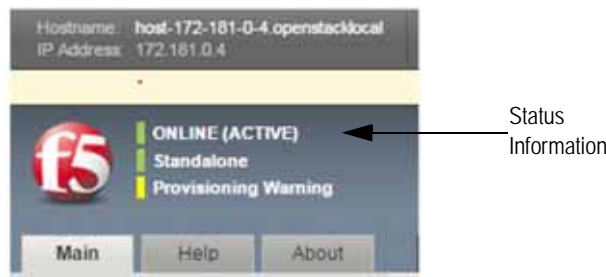 Hostname: host-172-181-0-4.openstacklocal
IP Address: 172.181.0.4
f5
ONLINE (ACTIVE)
Standalone
Provisioning Warning
Status
Information
Main
Help
About